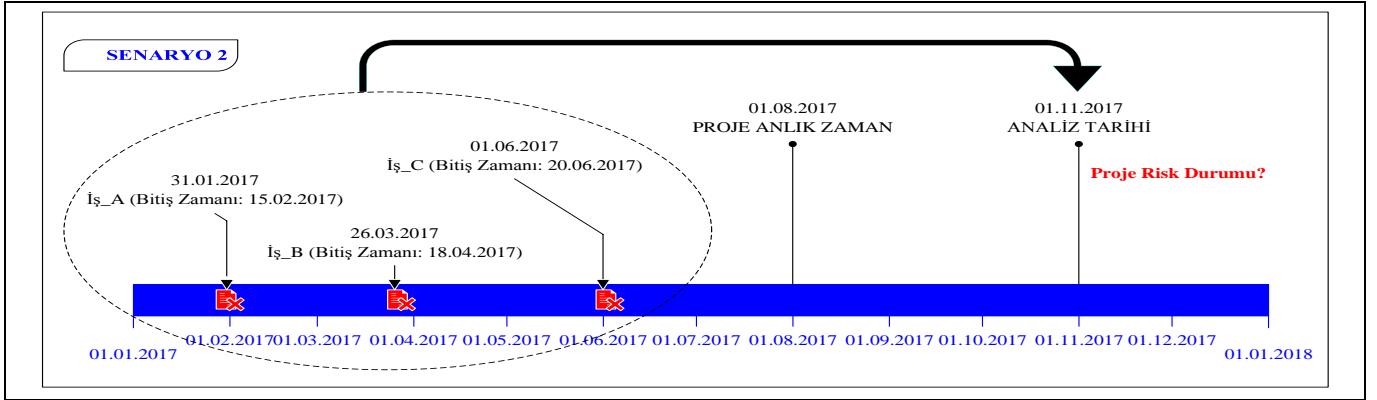 SENARYO 2
01.08.2017
PROJE ANLIK ZAMAN
01.11.2017
ANALİZ TARİHİ
Proje Risk Durumu?
01.06.2017
İş_C (Bitiş Zamanı: 20.06.2017)
31.01.2017
İş_A (Bitiş Zamanı: 15.02.2017)
26.03.2017
İş_B (Bitiş Zamanı: 18.04.2017)
01.01.2017 01.02.2017 01.03.2017 01.04.2017 01.05.2017 01.06.2017 01.07.2017 01.08.2017 01.09.2017 01.10.2017 01.11.2017 01.12.2017 01.01.2018